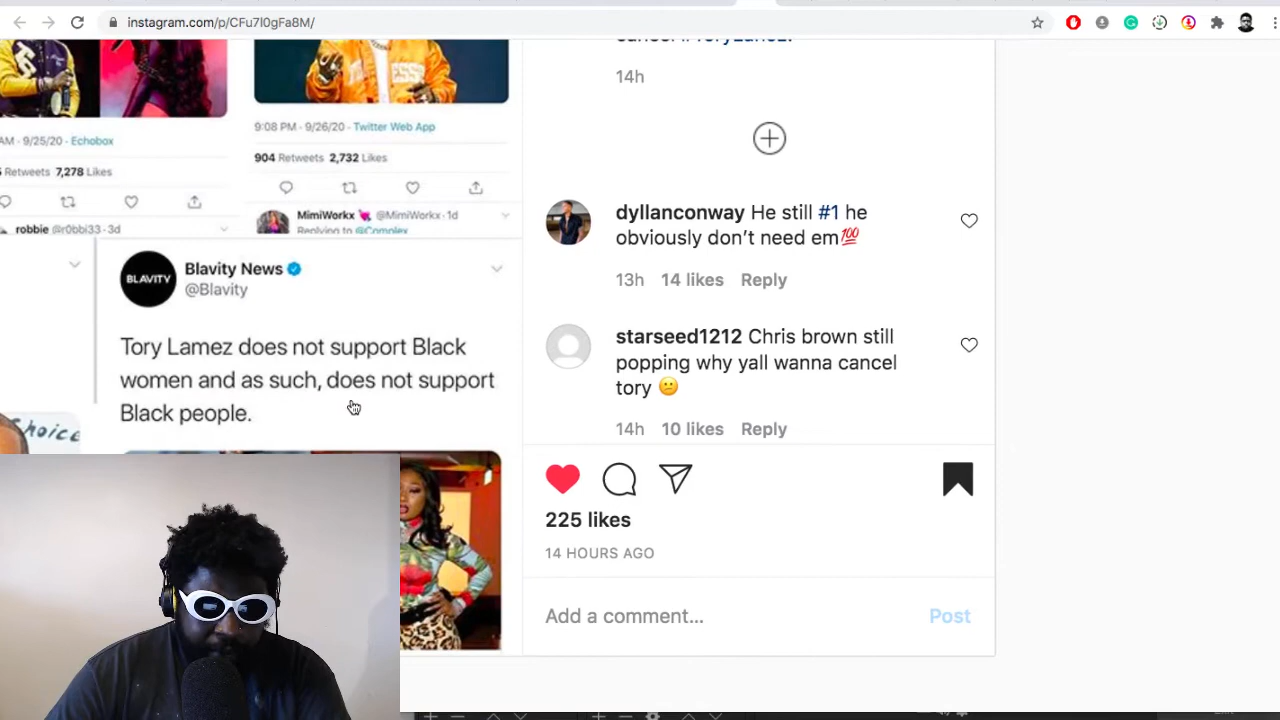 instagram.com/p/CFu7l0gFa8M/
14h
AM - 9/25/20 · Echobox
Retweets 7,278 Likes
robbie @r0bbi33 · 3d
9:08 PM · 9/26/20 · Twitter Web App
904 Retweets 2,732 Likes
MimiWorkx 💘 @MimiWorkx · 1d
Replying to @Complex
BLAVITY
Blavity News
@Blavity
Tory Lamez does not support Black
women and as such, does not support
Black people.
Choice
dyllanconway He still #1 he
obviously don't need em💯
13h 14 likes Reply
starseed1212 Chris brown still
popping why yall wanna cancel
tory 😕
14h 10 likes Reply
225 likes
14 HOURS AGO
Add a comment... Post